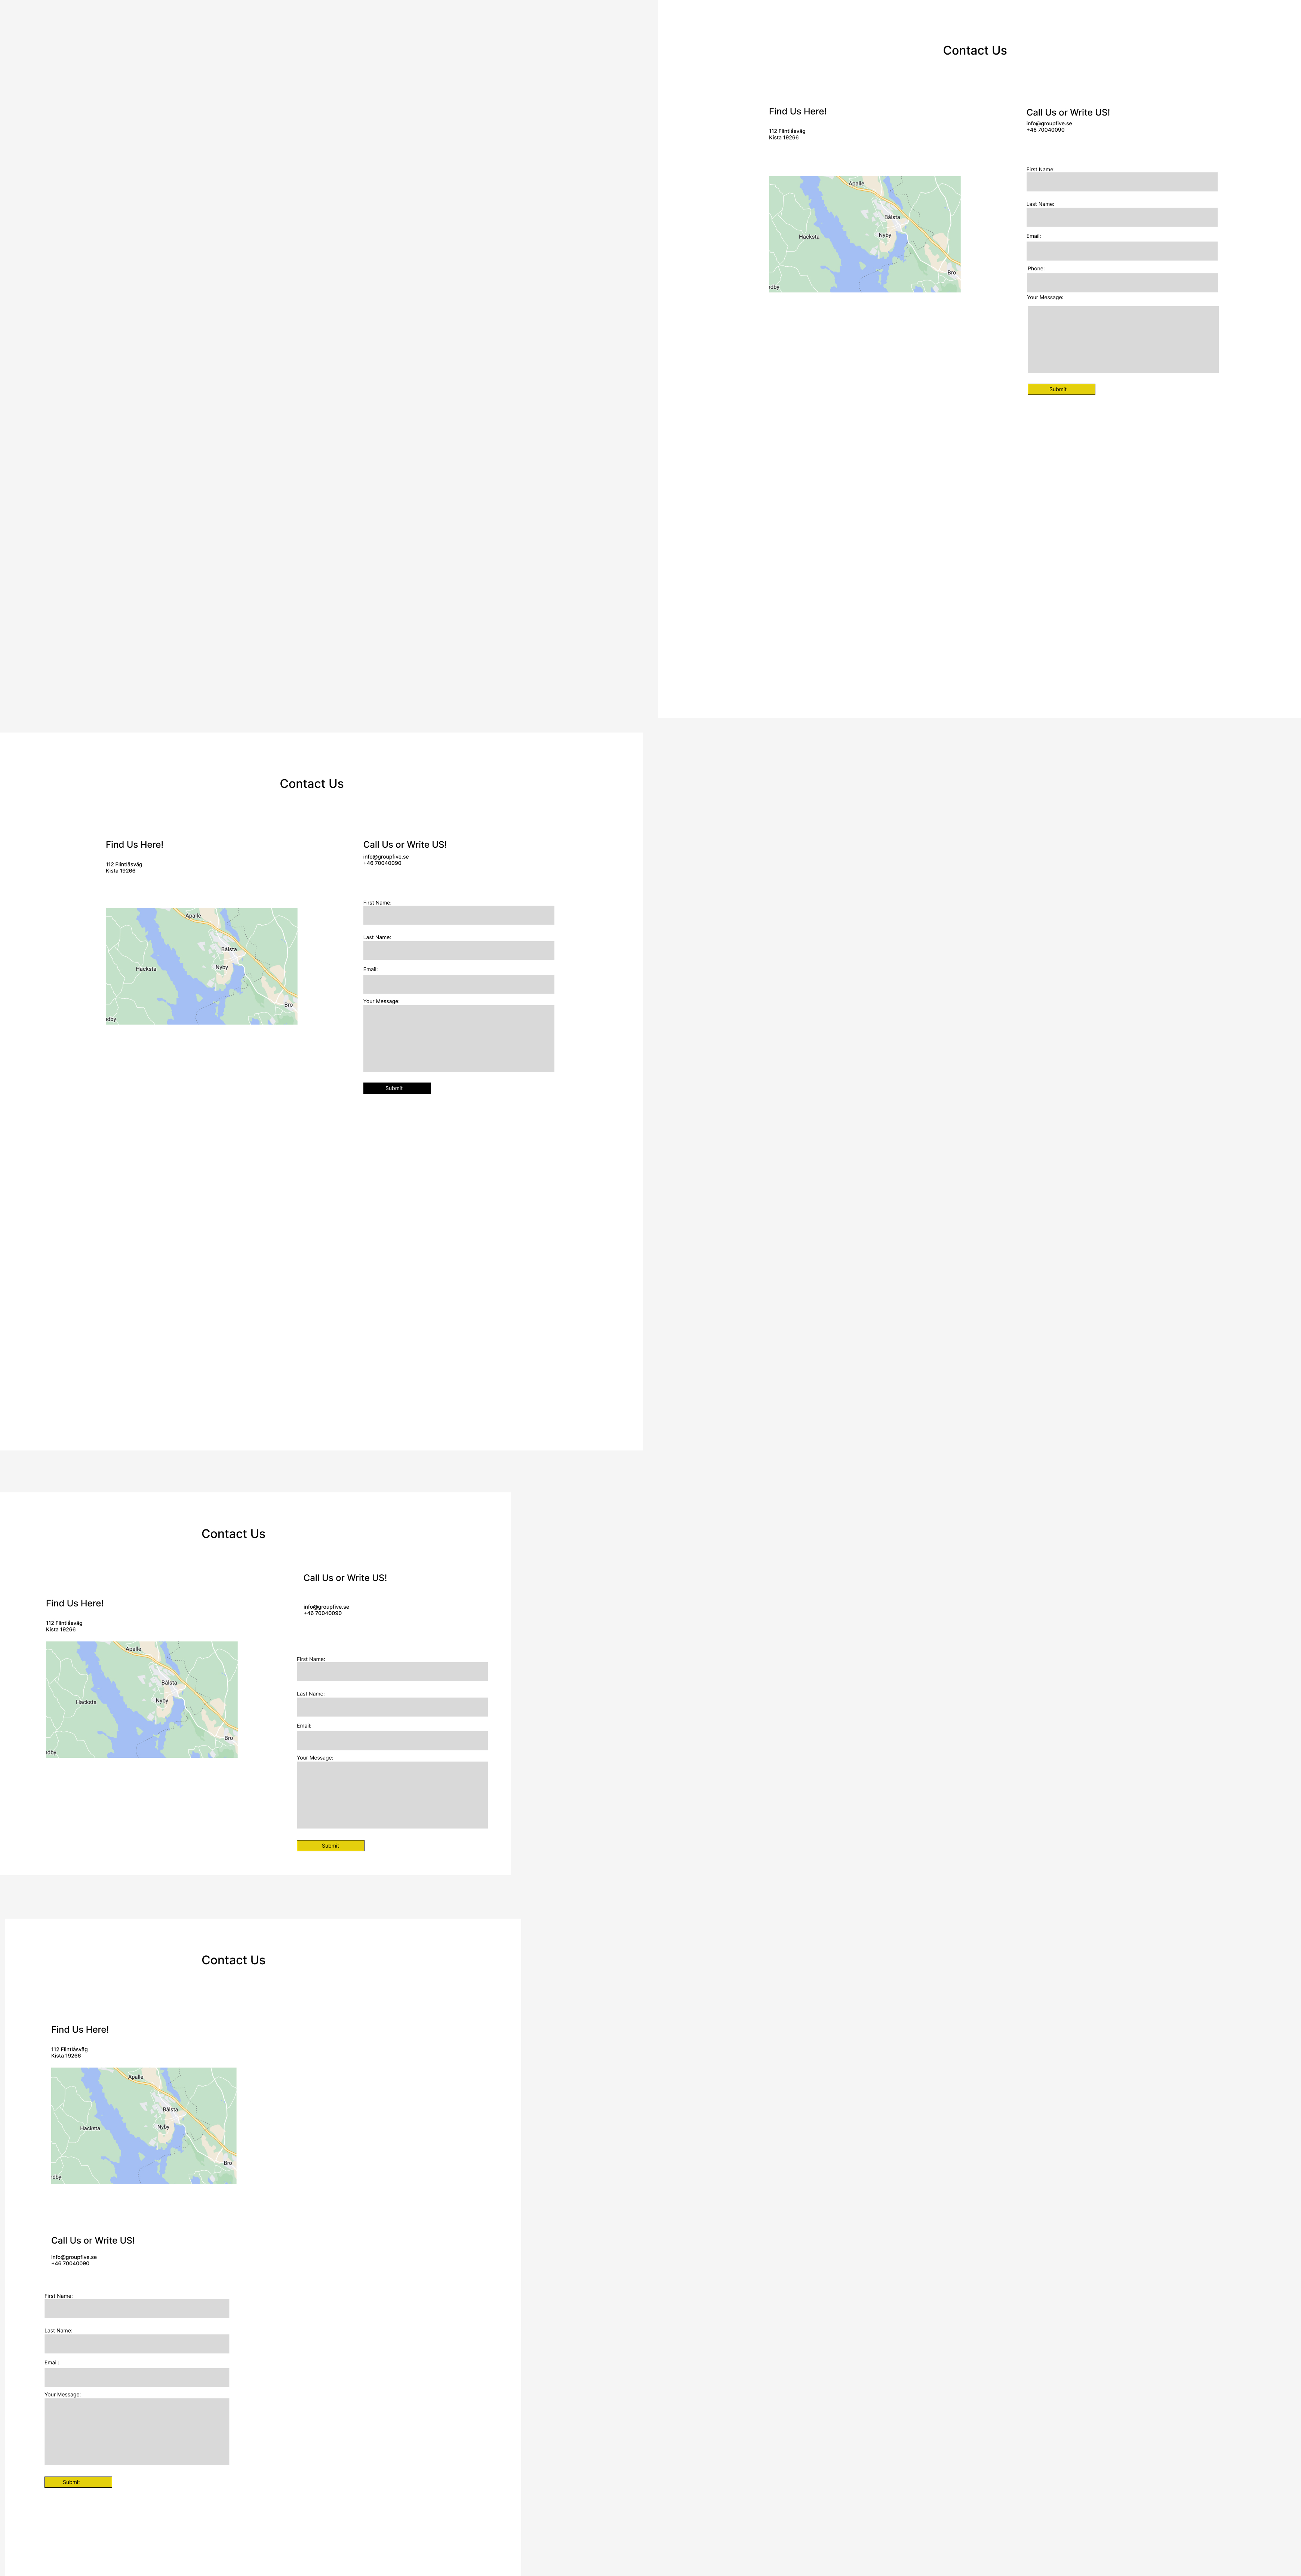 Contact Us
Find Us Here!
112 Flintlåsväg
Kista 19266
Apalle
Bålsta
Nyby
Hacksta
Bro
Call Us or Write US!
info@groupfive.se
+46 70040090
First Name:
Last Name:
Email:
Phone:
Your Message:
Submit
Contact Us
Find Us Here!
112 Flintlåsväg
Kista 19266
Apalle
Bålsta
Nyby
Hacksta
Bro
Call Us or Write US!
info@groupfive.se
+46 70040090
First Name:
Last Name:
Email:
Your Message:
Submit
Contact Us
Find Us Here!
112 Flintlåsväg
Kista 19266
Apalle
Bålsta
Nyby
Hacksta
Bro
Call Us or Write US!
info@groupfive.se
+46 70040090
First Name:
Last Name:
Email:
Your Message:
Submit
Contact Us
Find Us Here!
112 Flintlåsväg
Kista 19266
Apalle
Bålsta
Nyby
Hacksta
Bro
Call Us or Write US!
info@groupfive.se
+46 70040090
First Name:
Last Name:
Email:
Your Message:
Submit